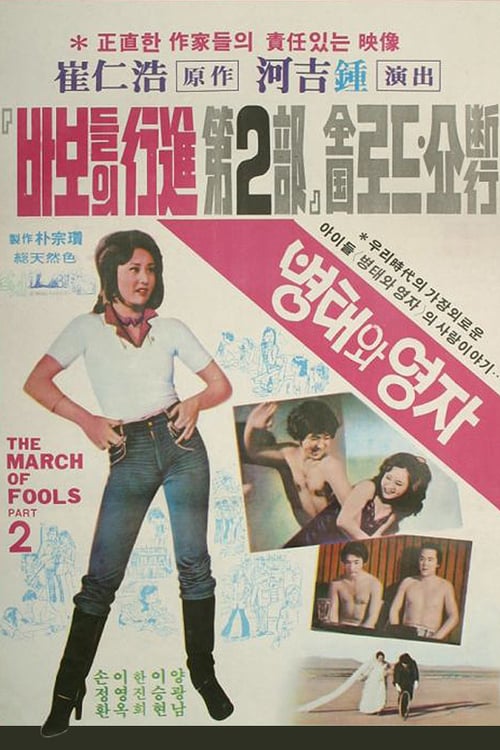 * 正直한 作家들의 責任있는 映像
崔仁浩 原作 河吉鍾 演出
『바보들의 行進 第2部』 全国로드·쇼 断行
製作 朴宗瓚
總天然色
* 우리時代의 가장외로운
아이들<병태와 영자>의 사랑이야기...
병태와 영자
THE
MARCH
OF
FOOLS
PART
2
손정환
이영옥
한진희
이승현
양광남